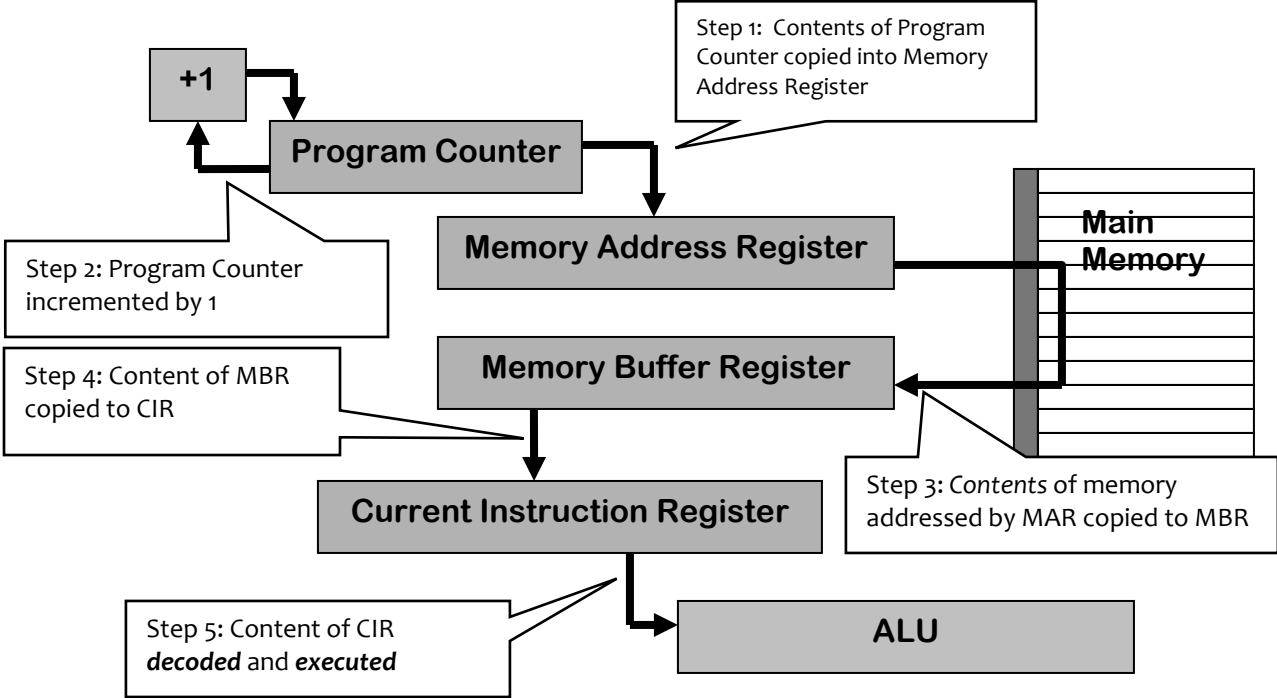 Step 1:  Contents of Program
Counter copied into Memory
Address Register
+1
Program Counter
Main
Memory
Memory Address Register
Step 2: Program Counter
incremented by 1
Memory Buffer Register
Step 4: Content of MBR
copied to CIR
Step 3: Contents of memory
addressed by MAR copied to MBR
Current Instruction Register
Step 5: Content of CIR
decoded and executed
ALU